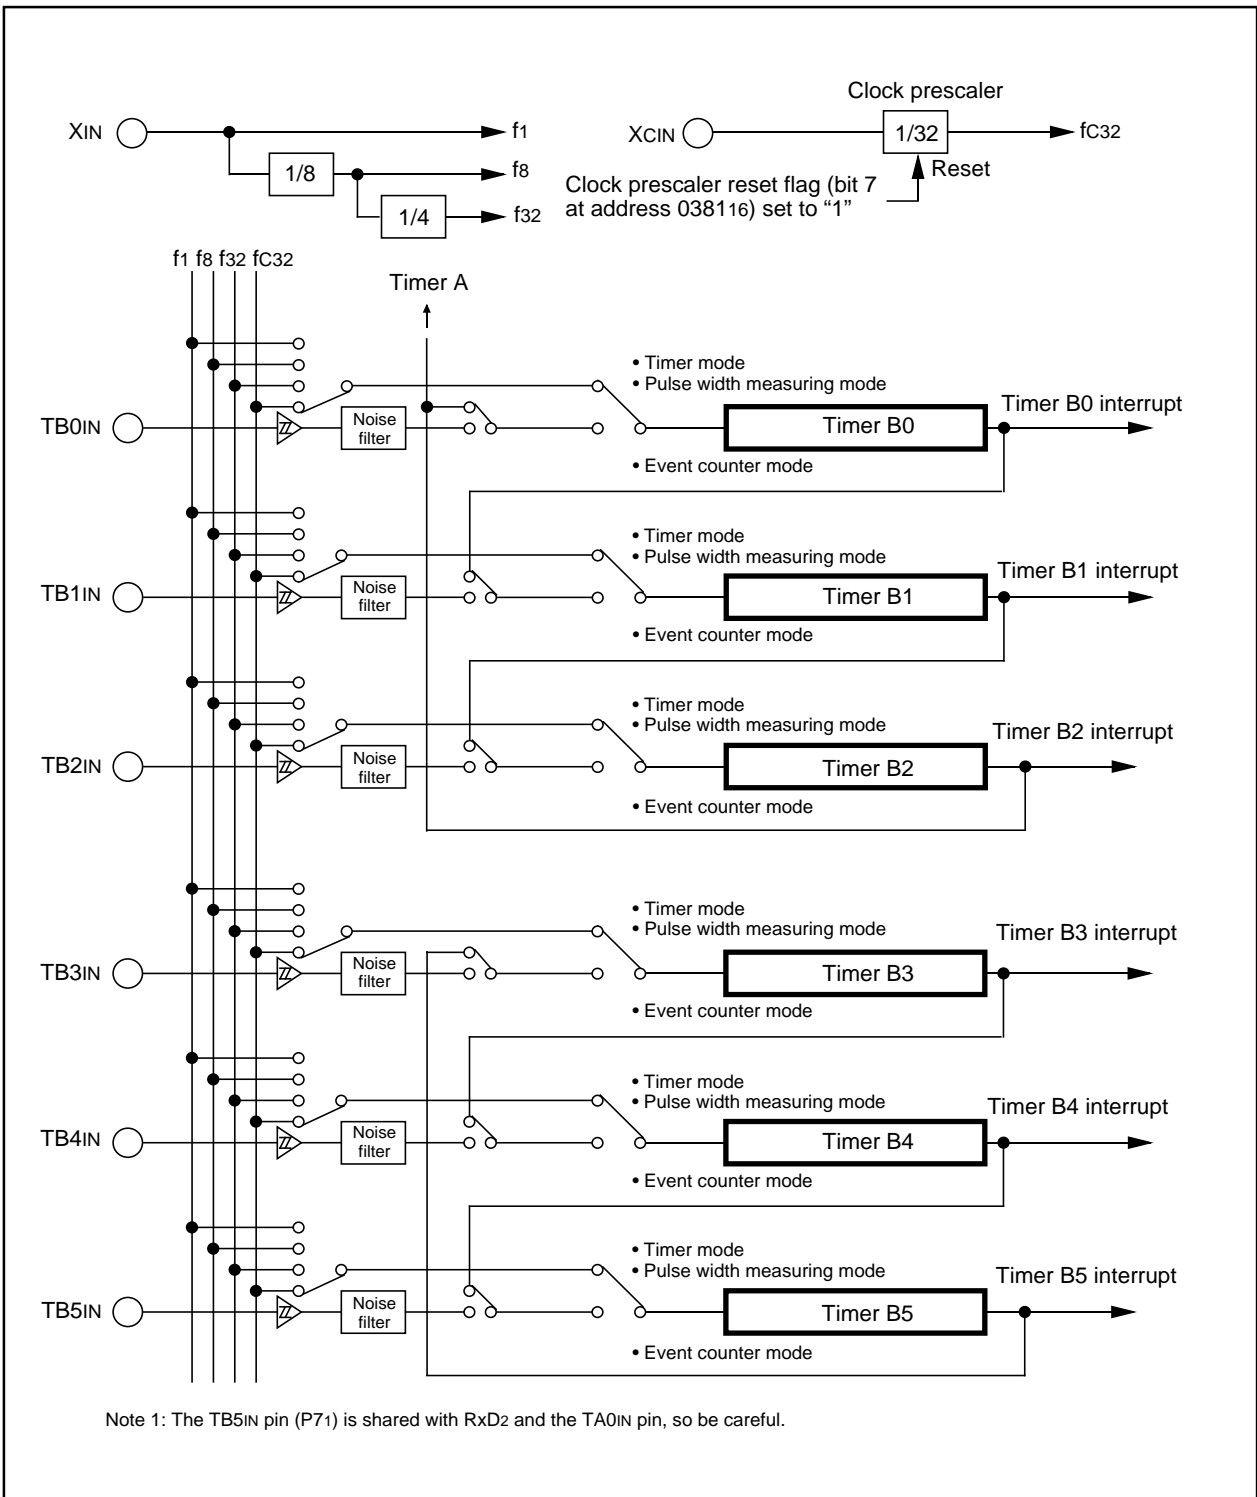 Clock prescaler
XIN
f1
XCIN
1/32
fC32
1/8
f8
Reset
Clock prescaler reset flag (bit 7
at address 038116) set to “1”
1/4
f32
f1 f8 f32 fC32
Timer A
• Timer mode
• Pulse width measuring mode
TB0IN
Noise
filter
Timer B0
Timer B0 interrupt
• Event counter mode
• Timer mode
• Pulse width measuring mode
TB1IN
Noise
filter
Timer B1
Timer B1 interrupt
• Event counter mode
• Timer mode
• Pulse width measuring mode
TB2IN
Noise
filter
Timer B2
Timer B2 interrupt
• Event counter mode
• Timer mode
• Pulse width measuring mode
TB3IN
Noise
filter
Timer B3
Timer B3 interrupt
• Event counter mode
• Timer mode
• Pulse width measuring mode
TB4IN
Noise
filter
Timer B4
Timer B4 interrupt
• Event counter mode
• Timer mode
• Pulse width measuring mode
TB5IN
Noise
filter
Timer B5
Timer B5 interrupt
• Event counter mode
Note 1: The TB5IN pin (P71) is shared with RxD2 and the TA0IN pin, so be careful.